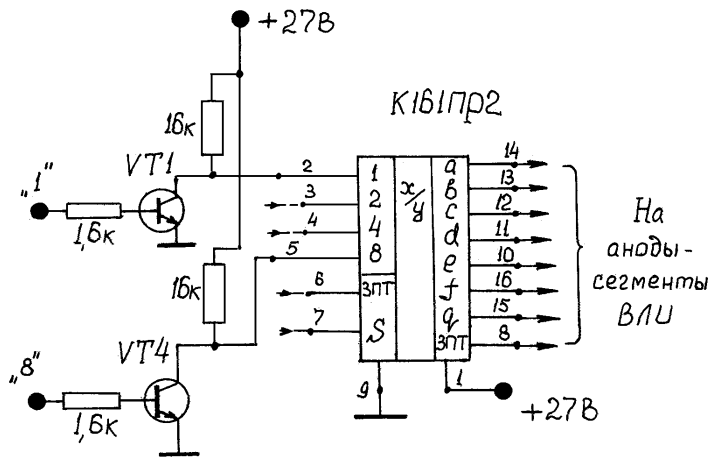 +27В
К161ПР2
16к
VT1
„1"
1,6к
2
3
4
5
6
7
1
2
4
8
ЗПТ
S
x/y
a
b
c
d
e
f
q
ЗПТ
14
13
12
11
10
16
15
8
На
аноды-
сегменты
ВЛИ
16к
VT4
„8"
1,6к
9
1
+27В